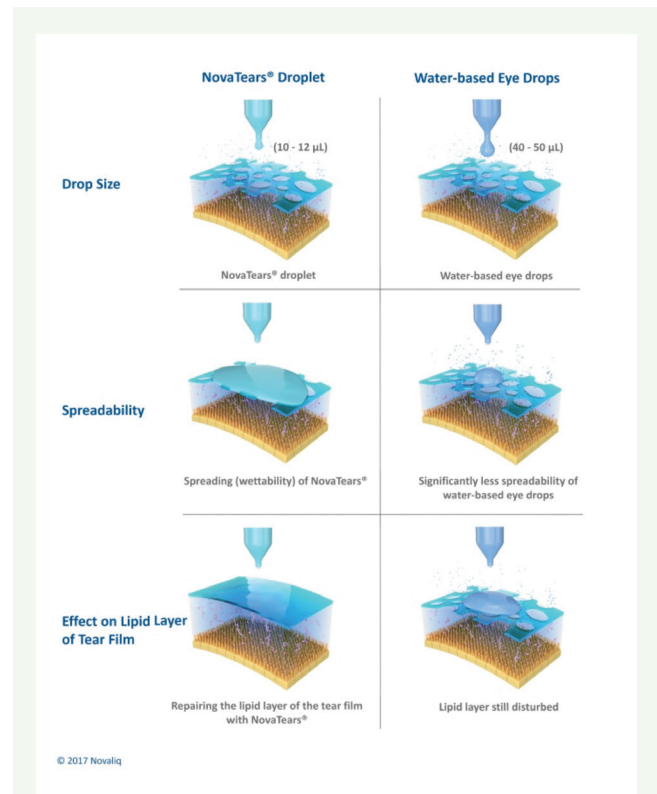 NovaTears® Droplet
Water-based Eye Drops
Drop Size
(10 - 12 µL)
(40 - 50 µL)
NovaTears® droplet
Water-based eye drops
Spreadability
Spreading (wettability) of NovaTears®
Significantly less spreadability of
water-based eye drops
Effect on Lipid Layer
of Tear Film
Repairing the lipid layer of the tear film
with NovaTears®
Lipid layer still disturbed
© 2017 Novaliq